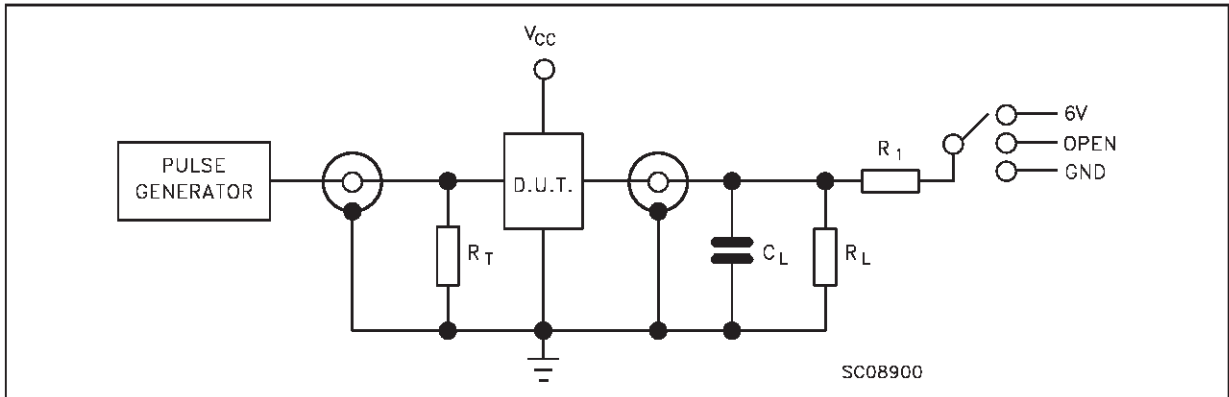 VCC
6V
OPEN
GND
R1
PULSE
GENERATOR
D.U.T.
RT
CL
RL
SC08900